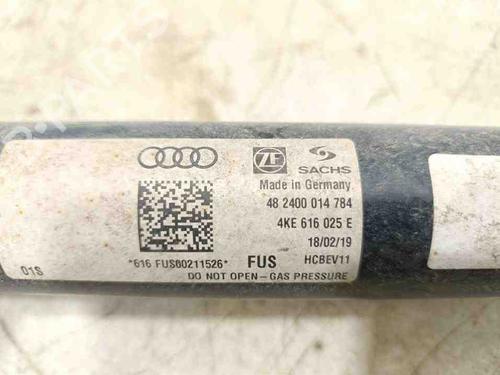 ZF SACHS
Made in Germany
48 2400 014 784
4KE 616 025 E
18/02/19
*616 FUS00211526* FUS HCBEV11
01S DO NOT OPEN-GAS PRESSURE